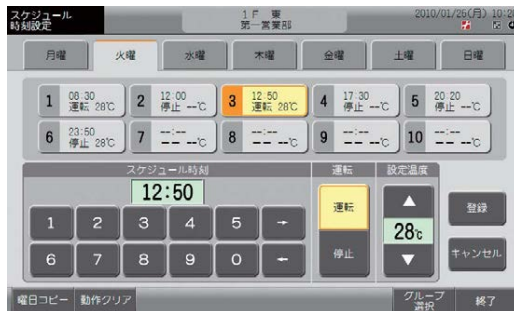 スケジュール
時刻設定
1F 東
第一営業部
2010/01/26(月) 10:2
月曜 火曜 水曜 木曜 金曜 土曜 日曜
1 08:30 運転 28℃
2 12:00 停止 --℃
3 12:50 運転 28℃
4 17:30 停止 --℃
5 20:20 停止 --℃
6 23:50 停止 28℃
7 --:-- -- --℃
8 --:-- -- --℃
9 --:-- -- --℃
10 --:-- -- --℃
スケジュール時刻 運転 設定温度
12:50
1 2 3 4 5 →
6 7 8 9 0 ←
運転
停止
▲
28℃
▼
登録
キャンセル
曜日コピー 動作クリア
グループ
選択
終了